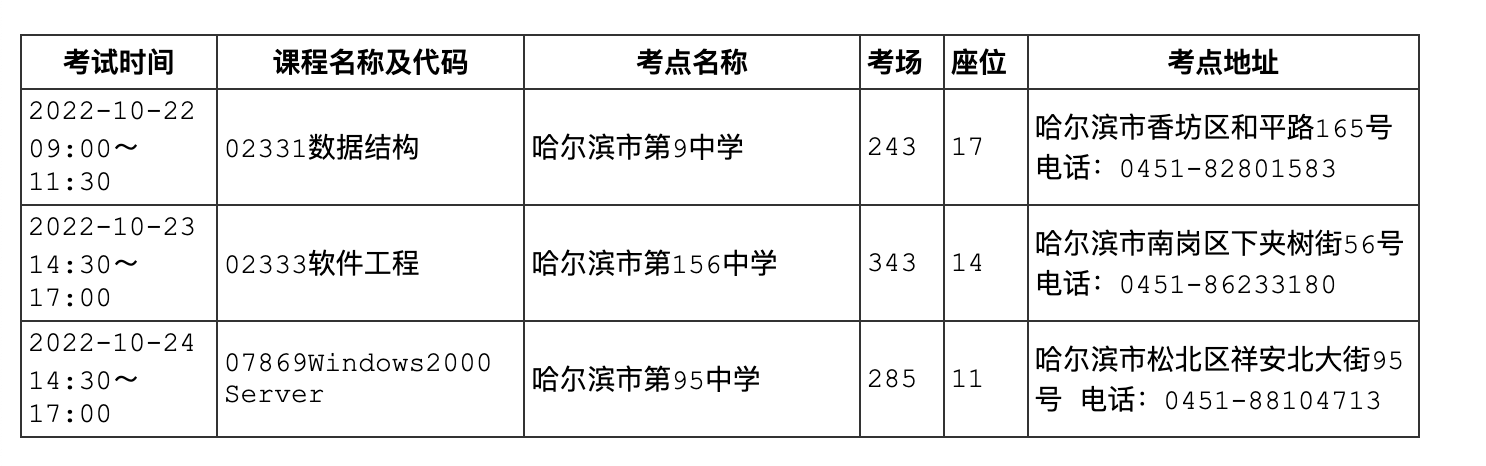 考试时间 课程名称及代码 考点名称 考场 座位 考点地址
2022-10-22
09:00～
11:30
02331数据结构
哈尔滨市第9中学
243
17
哈尔滨市香坊区和平路165号
电话：0451-82801583
2022-10-23
14:30～
17:00
02333软件工程
哈尔滨市第156中学
343
14
哈尔滨市南岗区下夹树街56号
电话：0451-86233180
2022-10-24
14:30～
17:00
07869Windows2000
Server
哈尔滨市第95中学
285
11
哈尔滨市松北区祥安北大街95
号 电话：0451-88104713